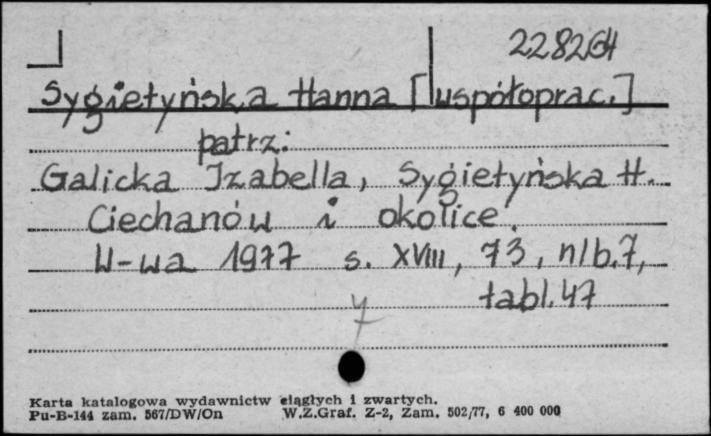 228264
Sygietyńska Hanna [współoprac.]
patrz:
Galicka Izabella, Sygietyńska H.
Ciechanów i okolice.
W-wa 1977 s. XVIII, 73, nlb. 7,
tabl. 47
Karta katalogowa wydawnictw ciągłych i zwartych.
Pu-B-144 zam. 567/DW/On W.Z.Graf. Z-2, Zam. 502/77, 6 400 000